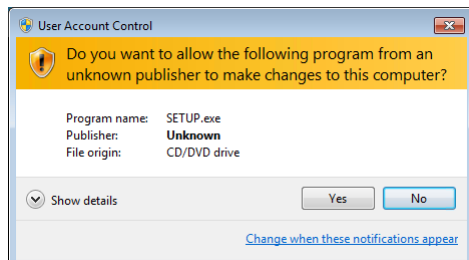 User Account Control
Do you want to allow the following program from an
unknown publisher to make changes to this computer?
Program name: SETUP.exe
Publisher: Unknown
File origin: CD/DVD drive
Show details Yes No
Change when these notifications appear